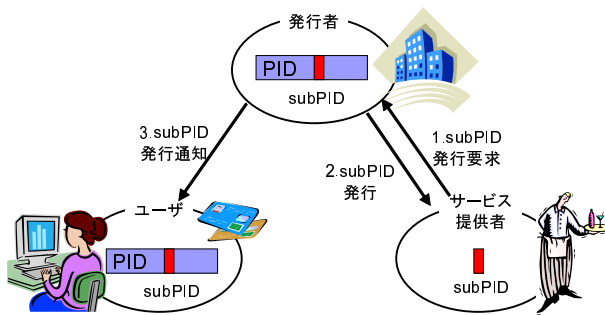 発行者
PID
subPID
3.subPID
発行通知
2.subPID
発行
1.subPID
発行要求
ユーザ
PID
subPID
サービス
提供者
subPID